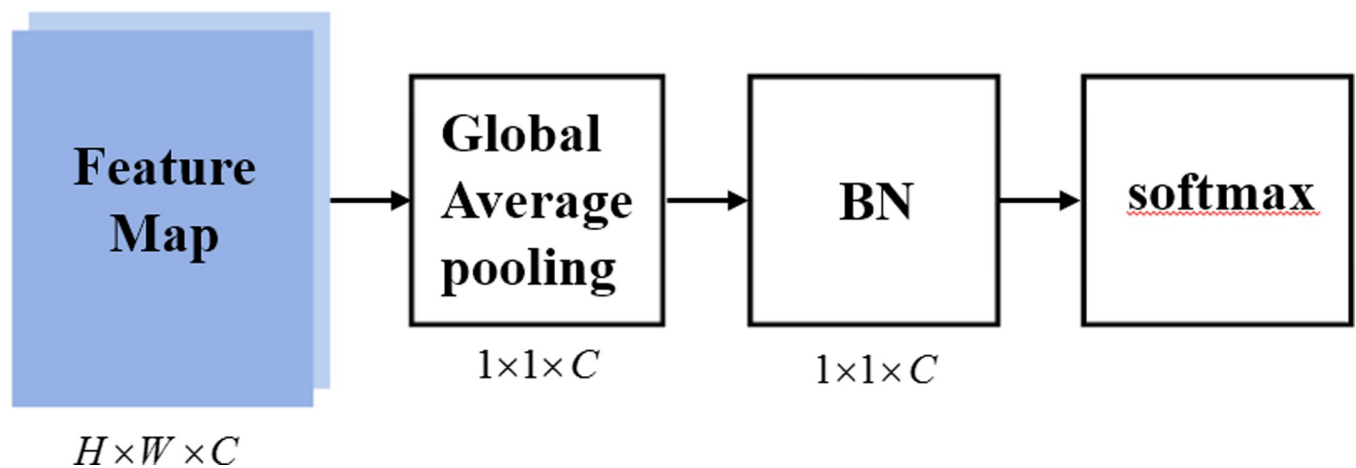 Feature
Map
H×W×C
Global
Average
pooling
1×1×C
BN
1×1×C
softmax